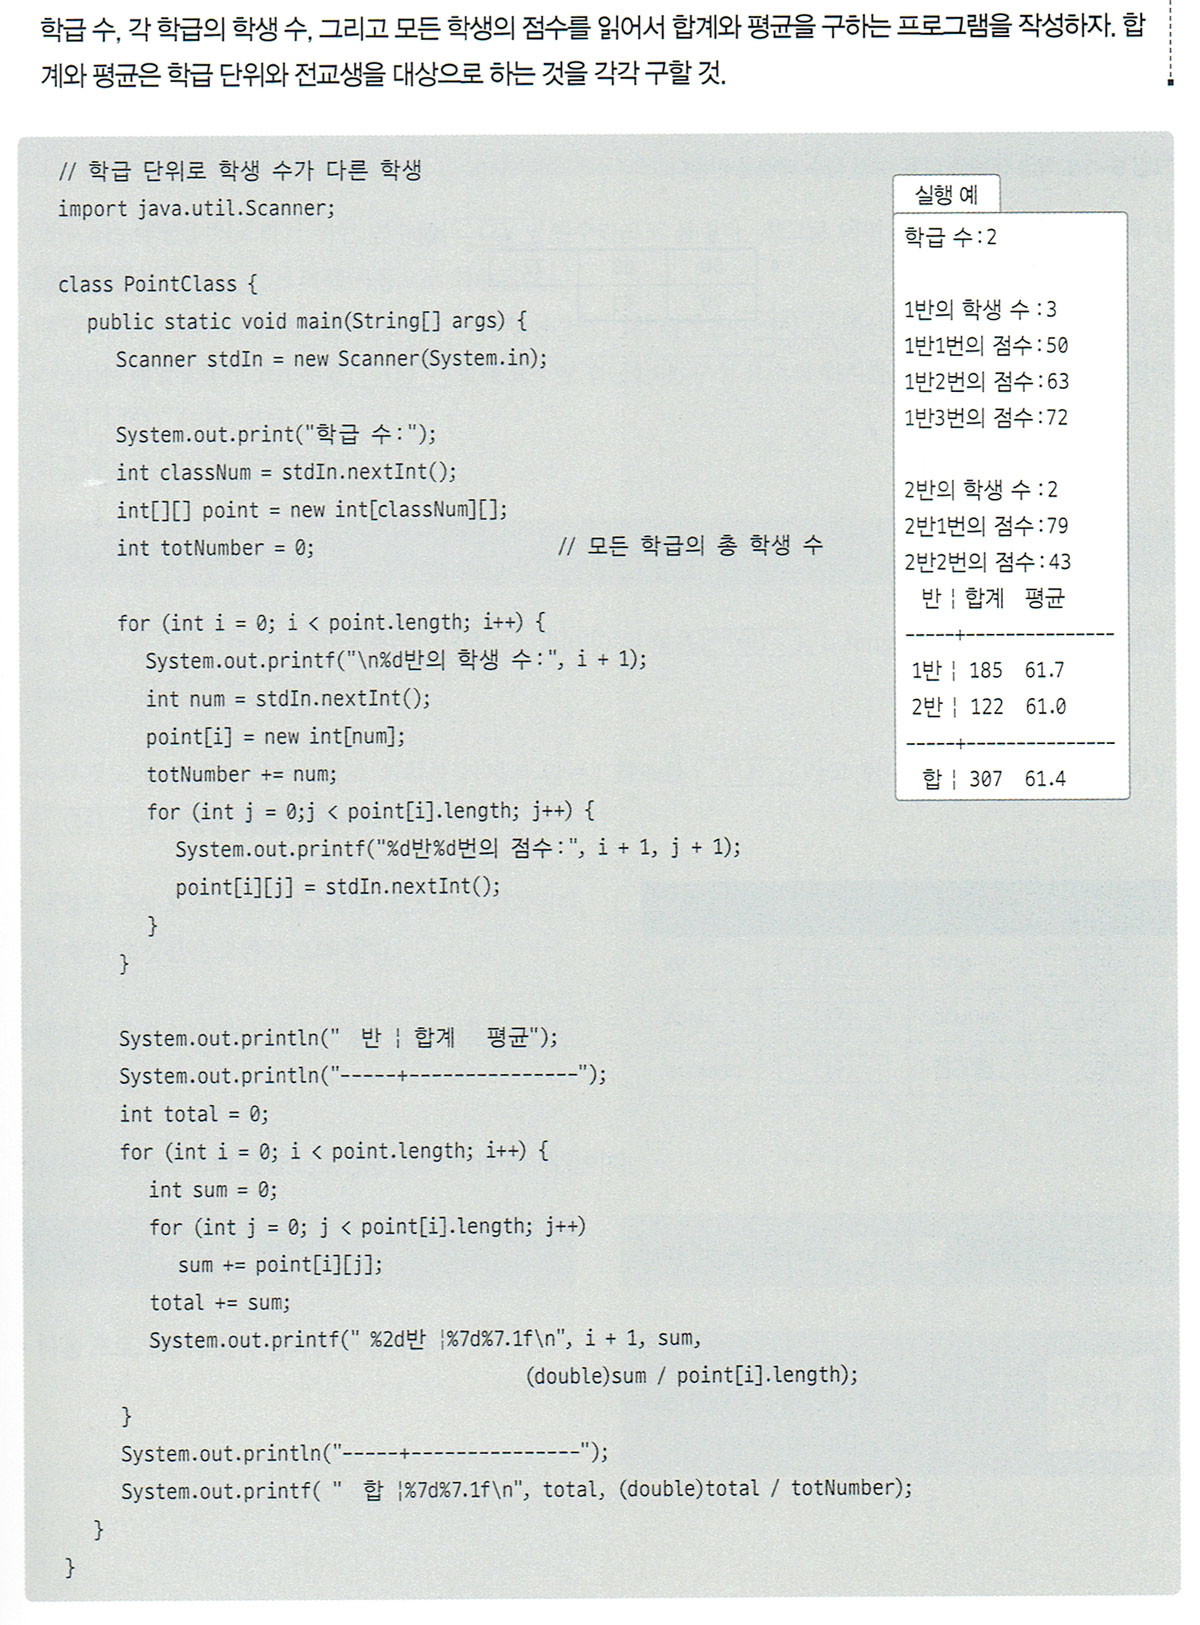 학급 수, 각 학급의 학생 수, 그리고 모든 학생의 점수를 읽어서 합계와 평균을 구하는 프로그램을 작성하자. 합
계와 평균은 학급 단위와 전교생을 대상으로 하는 것을 각각 구할 것.
// 학급 단위로 학생 수가 다른 학생
import java.util.Scanner;
class PointClass {
public static void main(String[] args) {
Scanner stdIn = new Scanner(System.in);
System.out.print("학급 수:");
int classNum = stdIn.nextInt();
int[][] point = new int[classNum][];
int totNumber = 0; // 모든 학급의 총 학생 수
for (int i = 0; i < point.length; i++) {
System.out.printf("\n%d반의 학생 수:", i + 1);
int num = stdIn.nextInt();
point[i] = new int[num];
totNumber += num;
for (int j = 0;j < point[i].length; j++) {
System.out.printf("%d반%d번의 점수:", i + 1, j + 1);
point[i][j] = stdIn.nextInt();
}
}
System.out.println("  반 ¦ 합계   평균");
System.out.println("-----+---------------");
int total = 0;
for (int i = 0; i < point.length; i++) {
int sum = 0;
for (int j = 0; j < point[i].length; j++)
sum += point[i][j];
total += sum;
System.out.printf(" %2d반 ¦%7d%7.1f\n", i + 1, sum,
(double)sum / point[i].length);
}
System.out.println("-----+---------------");
System.out.printf( "  합 ¦%7d%7.1f\n", total, (double)total / totNumber);
}
}
실행 예
학급 수:2
1반의 학생 수:3
1반1번의 점수:50
1반2번의 점수:63
1반3번의 점수:72
2반의 학생 수:2
2반1번의 점수:79
2반2번의 점수:43
반 ¦ 합계 평균
-----+---------------
1반 ¦ 185 61.7
2반 ¦ 122 61.0
-----+---------------
합 ¦ 307 61.4